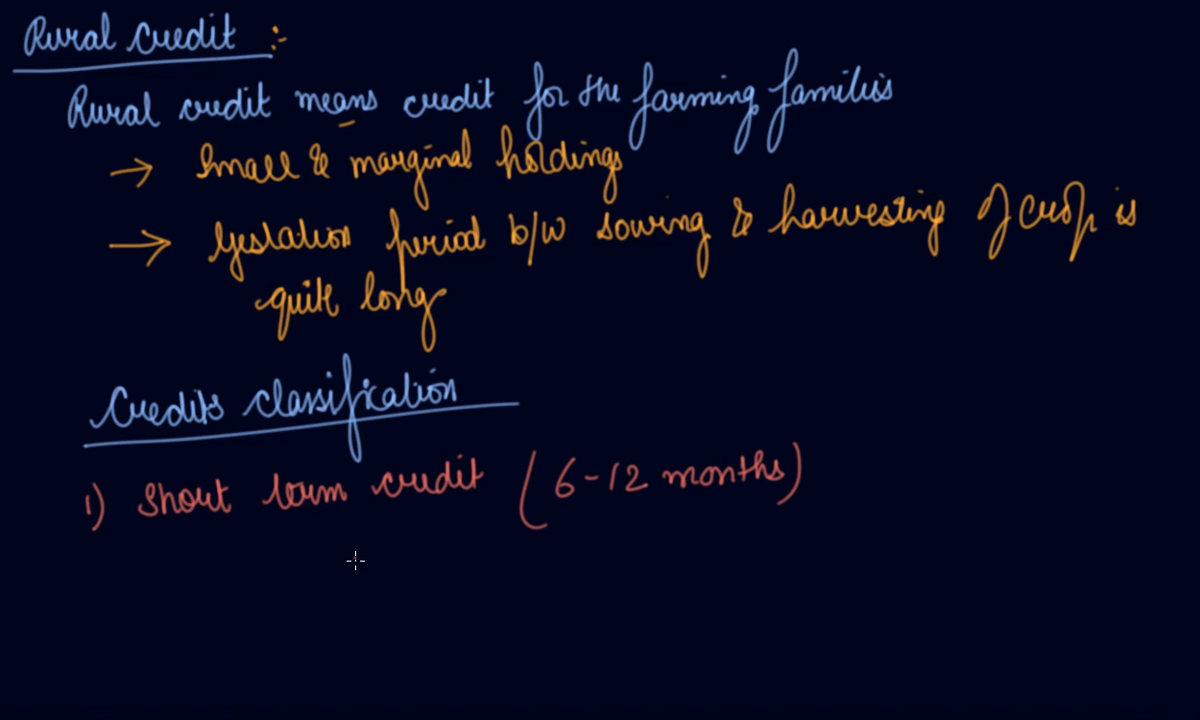 Rural Credit :-
Rural credit means credit for the farming families
→ Small & marginal holdings
→ Gestation period b/w sowing & harvesting of crop is
quite long
Credits classification
1) Short term credit (6-12 months)